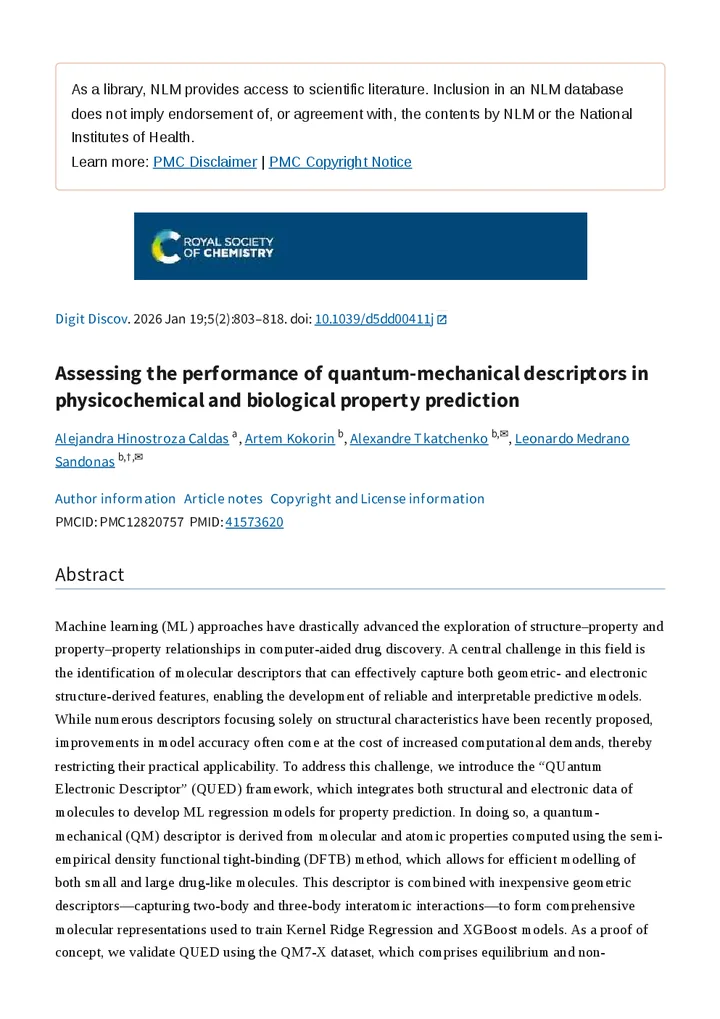 As a library, NLM provides access to scientific literature. Inclusion in an NLM database
does not imply endorsement of, or agreement with, the contents by NLM or the National
Institutes of Health.
Learn more: PMC Disclaimer | PMC Copyright Notice
ROYAL SOCIETY
OF CHEMISTRY
Digit Discov. 2026 Jan 19;5(2):803–818. doi: 10.1039/d5dd00411j
Assessing the performance of quantum-mechanical descriptors in
physicochemical and biological property prediction
Alejandra Hinostroza Caldas a, Artem Kokorin b, Alexandre Tkatchenko b,✉, Leonardo Medrano
Sandonas b,†,✉
Author information Article notes Copyright and License information
PMCID: PMC12820757 PMID: 41573620
Abstract
Machine learning (ML) approaches have drastically advanced the exploration of structure–property and
property–property relationships in computer-aided drug discovery. A central challenge in this field is
the identification of molecular descriptors that can effectively capture both geometric- and electronic
structure-derived features, enabling the development of reliable and interpretable predictive models.
While numerous descriptors focusing solely on structural characteristics have been recently proposed,
improvements in model accuracy often come at the cost of increased computational demands, thereby
restricting their practical applicability. To address this challenge, we introduce the “QUantum
Electronic Descriptor” (QUED) framework, which integrates both structural and electronic data of
molecules to develop ML regression models for property prediction. In doing so, a quantum-
mechanical (QM) descriptor is derived from molecular and atomic properties computed using the semi-
empirical density functional tight-binding (DFTB) method, which allows for efficient modelling of
both small and large drug-like molecules. This descriptor is combined with inexpensive geometric
descriptors—capturing two-body and three-body interatomic interactions—to form comprehensive
molecular representations used to train Kernel Ridge Regression and XGBoost models. As a proof of
concept, we validate QUED using the QM7-X dataset, which comprises equilibrium and non-